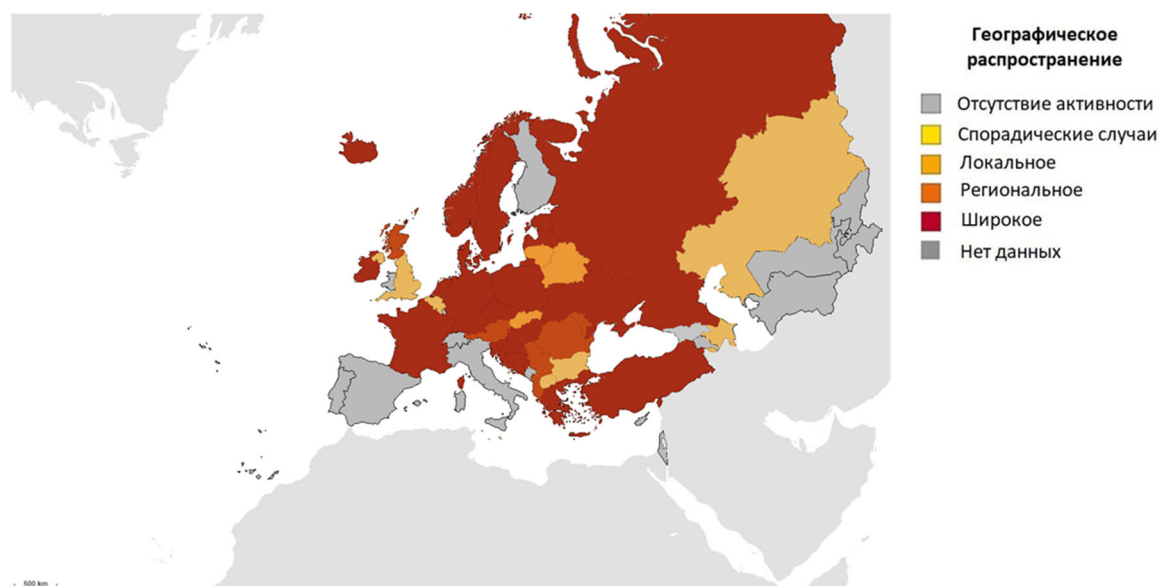 Географическое
распространение
Отсутствие активности
Спорадические случаи
Локальное
Региональное
Широкое
Нет данных
500 km